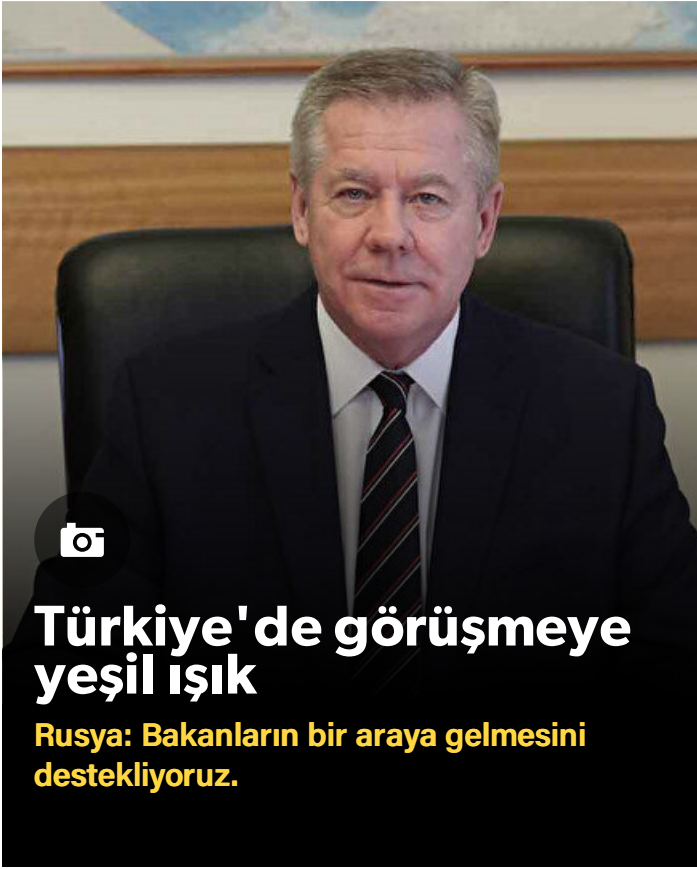 Türkiye'de görüşmeye
yeşil ışık
Rusya: Bakanların bir araya gelmesini
destekliyoruz.